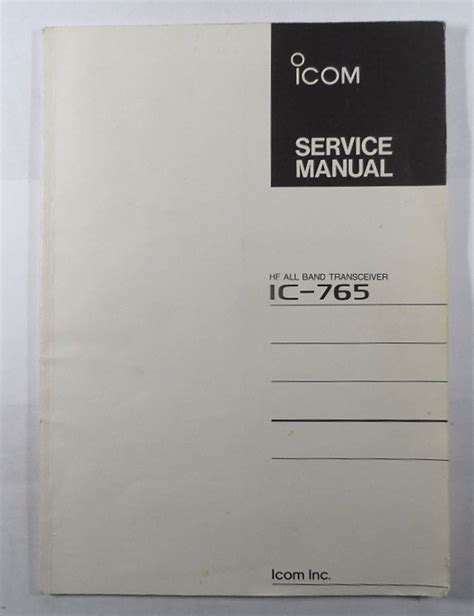 ICOM
SERVICE
MANUAL
HF ALL BAND TRANSCEIVER
IC-765
Icom Inc.